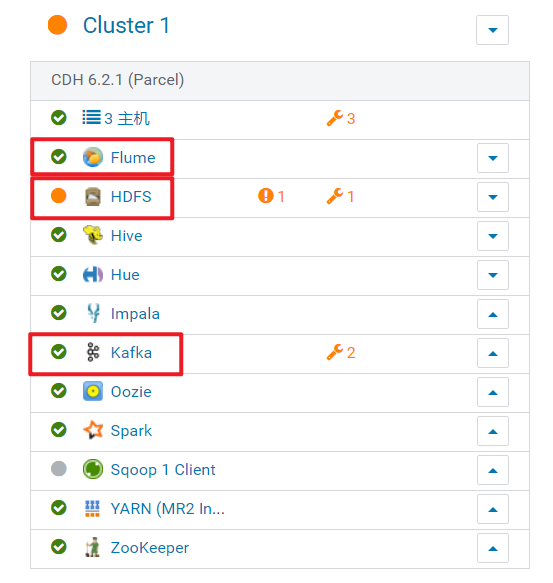 Cluster 1
CDH 6.2.1 (Parcel)
3 主机 3
Flume
HDFS 1 1
Hive
Hue
Impala
Kafka 2
Oozie
Spark
Sqoop 1 Client
YARN (MR2 In...
ZooKeeper